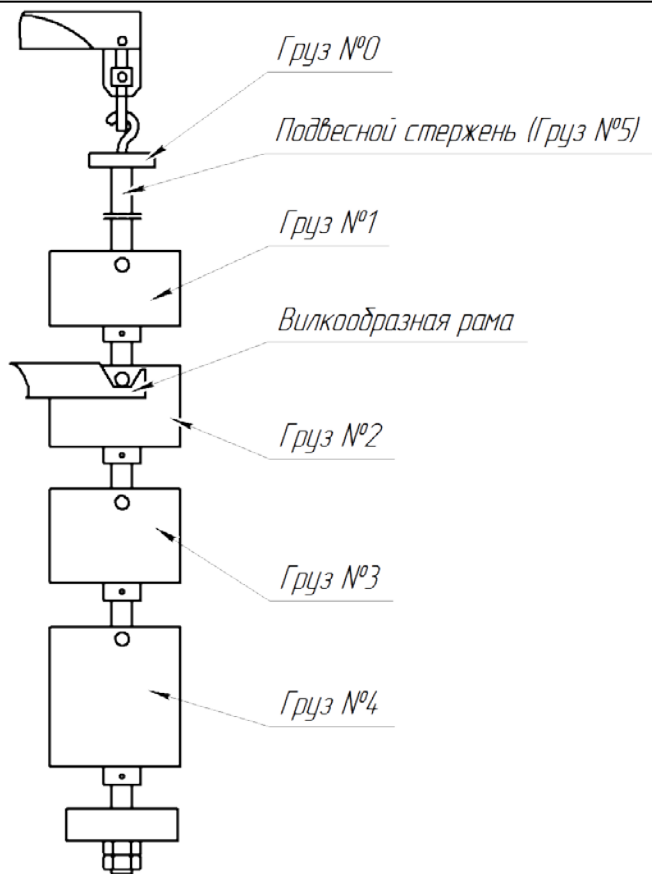 Груз №0
Подвесной стержень (Груз №5)
Груз №1
Вилкообразная рама
Груз №2
Груз №3
Груз №4